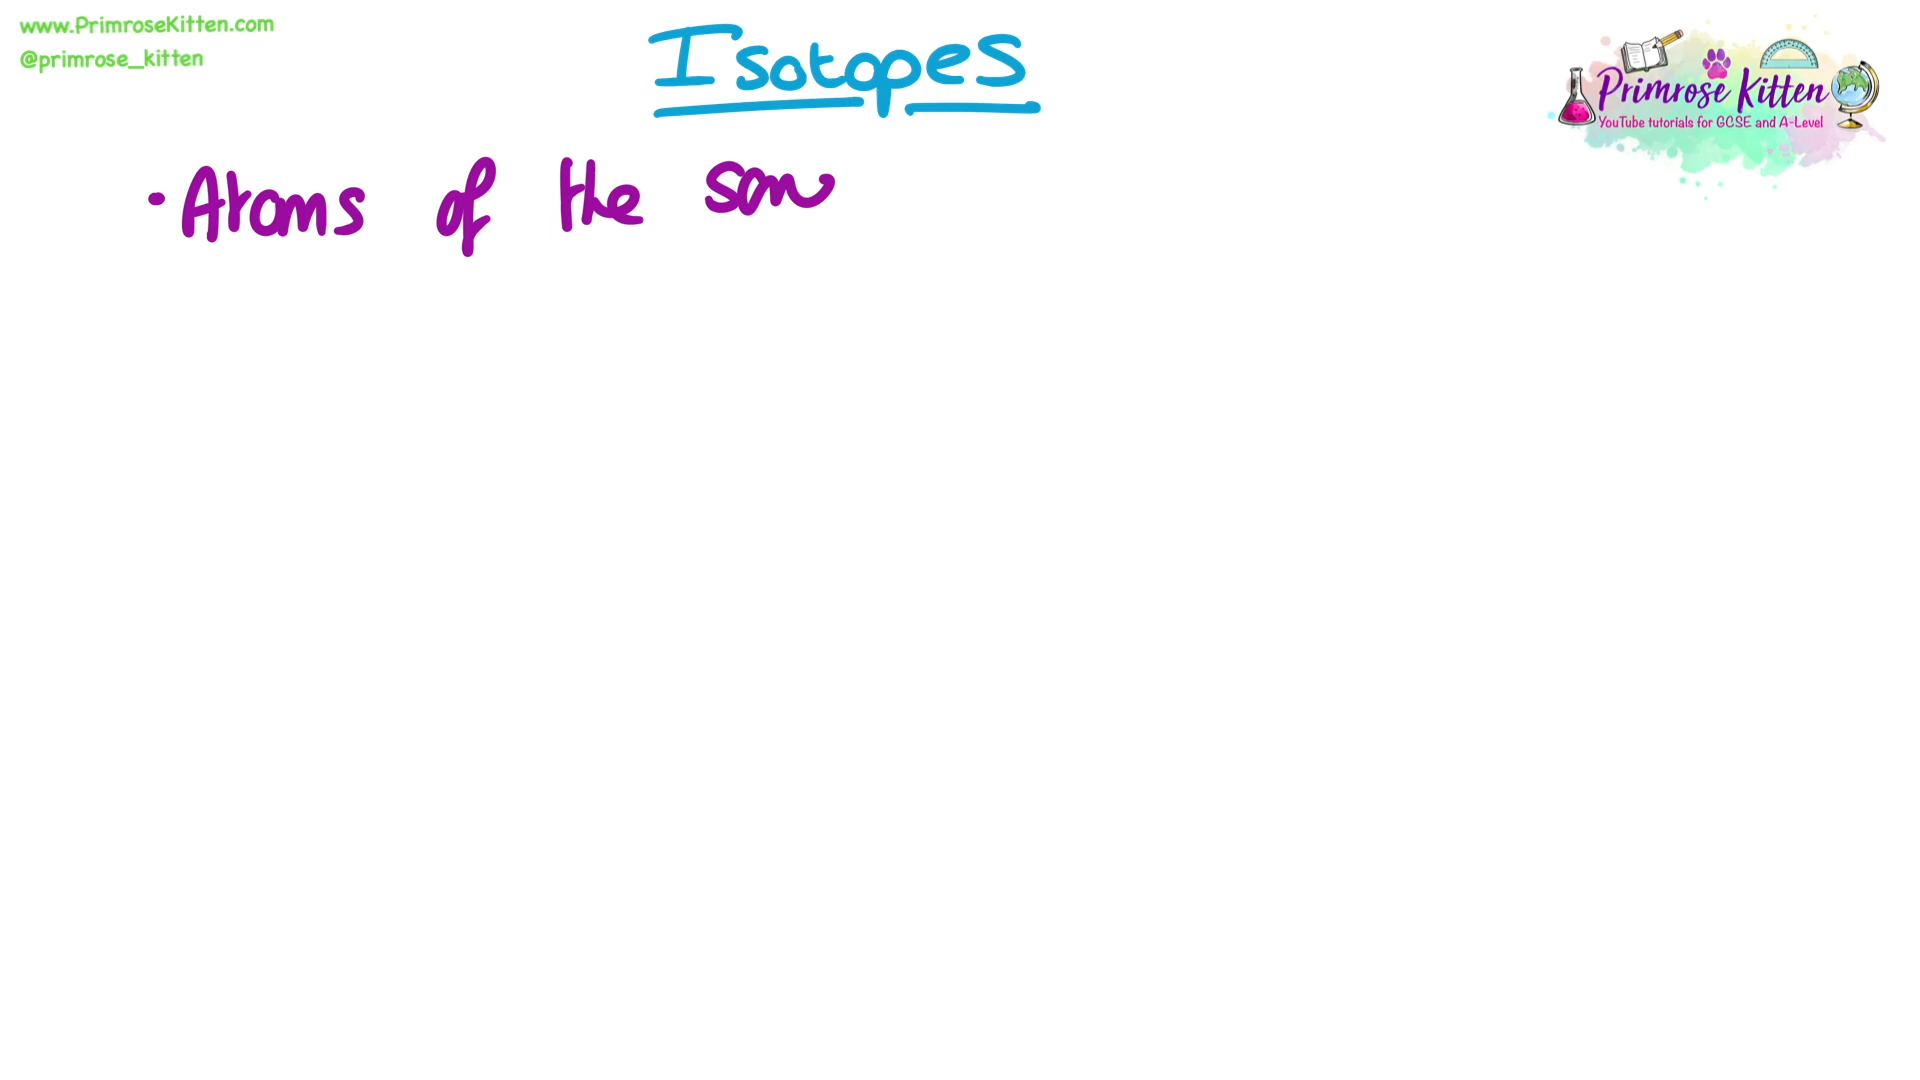 www.PrimroseKitten.com
@primrose_kitten
Isotopes
Primrose Kitten
YouTube tutorials for GCSE and A-Level
• Atoms of the sam